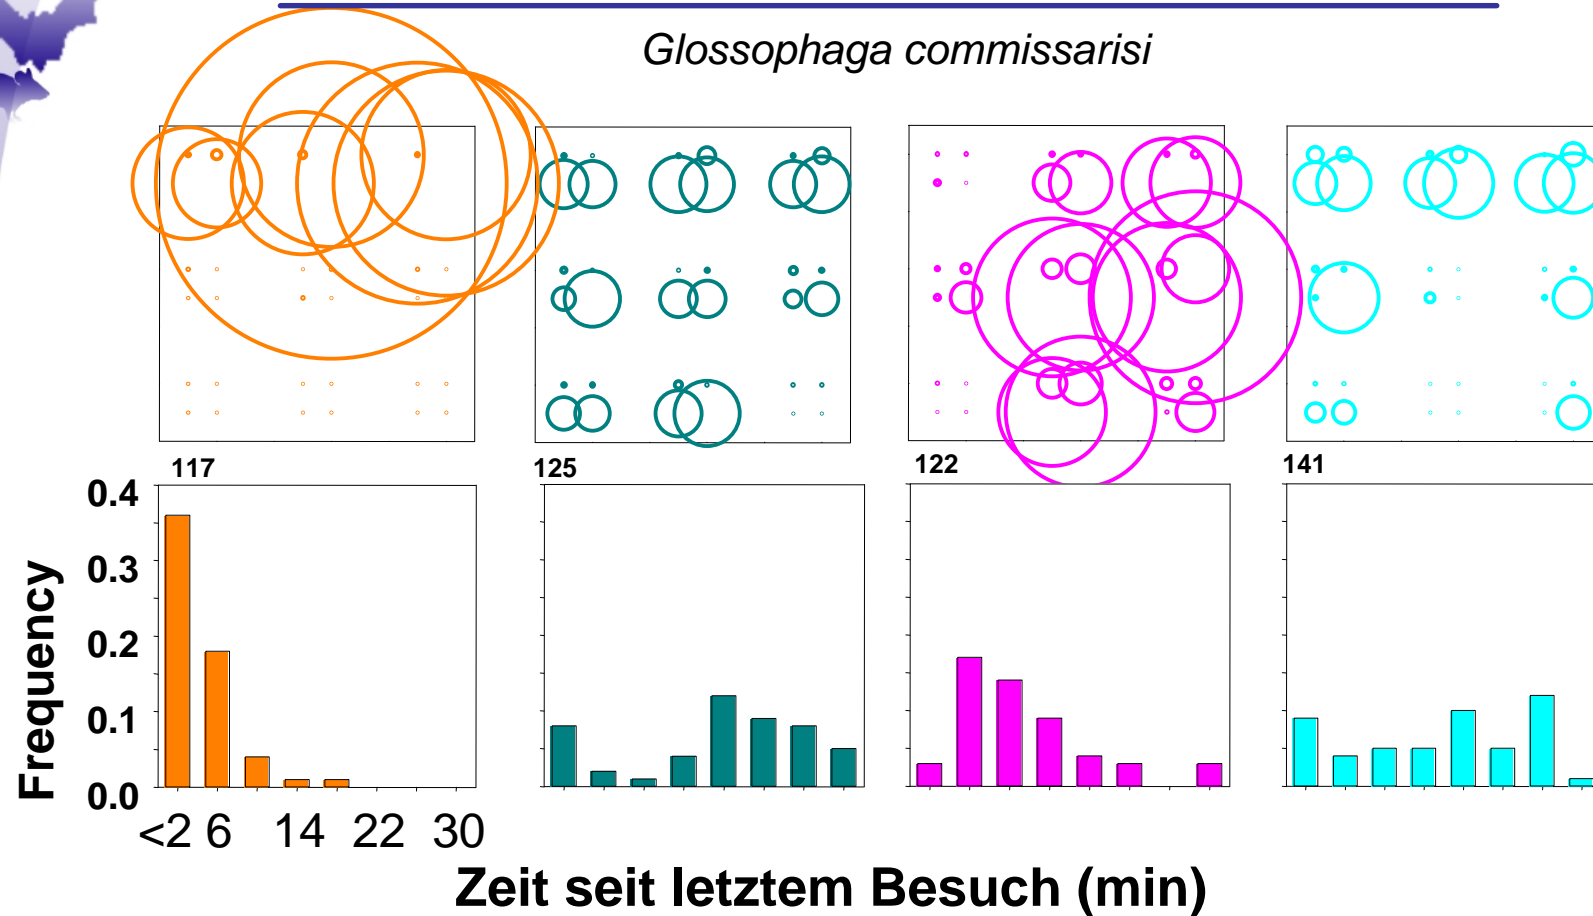 Glossophaga commissarisi
117 125 122 141
0.4
0.3
0.2
0.1
0.0
Frequency
<2 6 14 22 30
Zeit seit letztem Besuch (min)